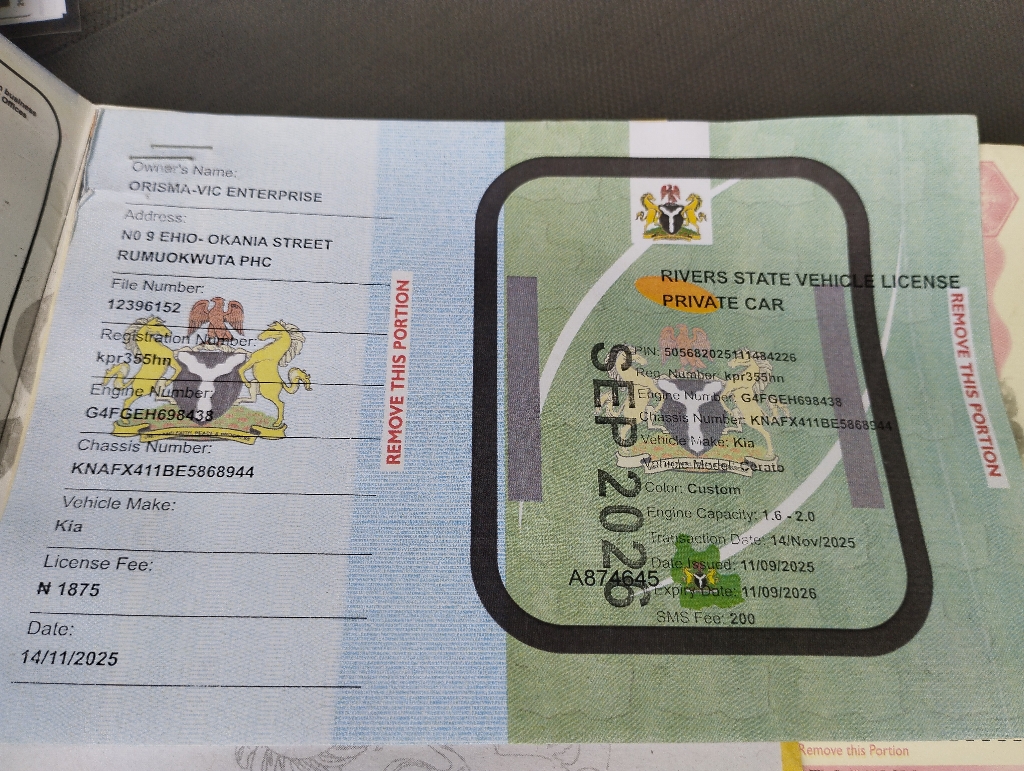 n business
Offices
Owner's Name:
ORISMA-VIC ENTERPRISE
Address:
N0 9 EHIO- OKANIA STREET
RUMUOKWUTA PHC
File Number:
12396152
Registration Number:
kpr355hn
Engine Number:
G4FGEH698438
Chassis Number:
KNAFX411BE5868944
Vehicle Make:
Kia
License Fee:
₦ 1875
Date:
14/11/2025
REMOVE THIS PORTION
RIVERS STATE VEHICLE LICENSE
PRIVATE CAR
SEP 2026
PIN: 505682025111484226
Reg. Number: kpr355hn
Engine Number: G4FGEH698438
Chassis Number: KNAFX411BE5868944
Vehicle Make: Kia
Vehicle Model: Cerato
Color: Custom
Engine Capacity: 1.6 - 2.0
Transaction Date: 14/Nov/2025
Date Issued: 11/09/2025
A874645
Expiry Date: 11/09/2026
SMS Fee: 200
REMOVE THIS PORTION
Remove this Portion